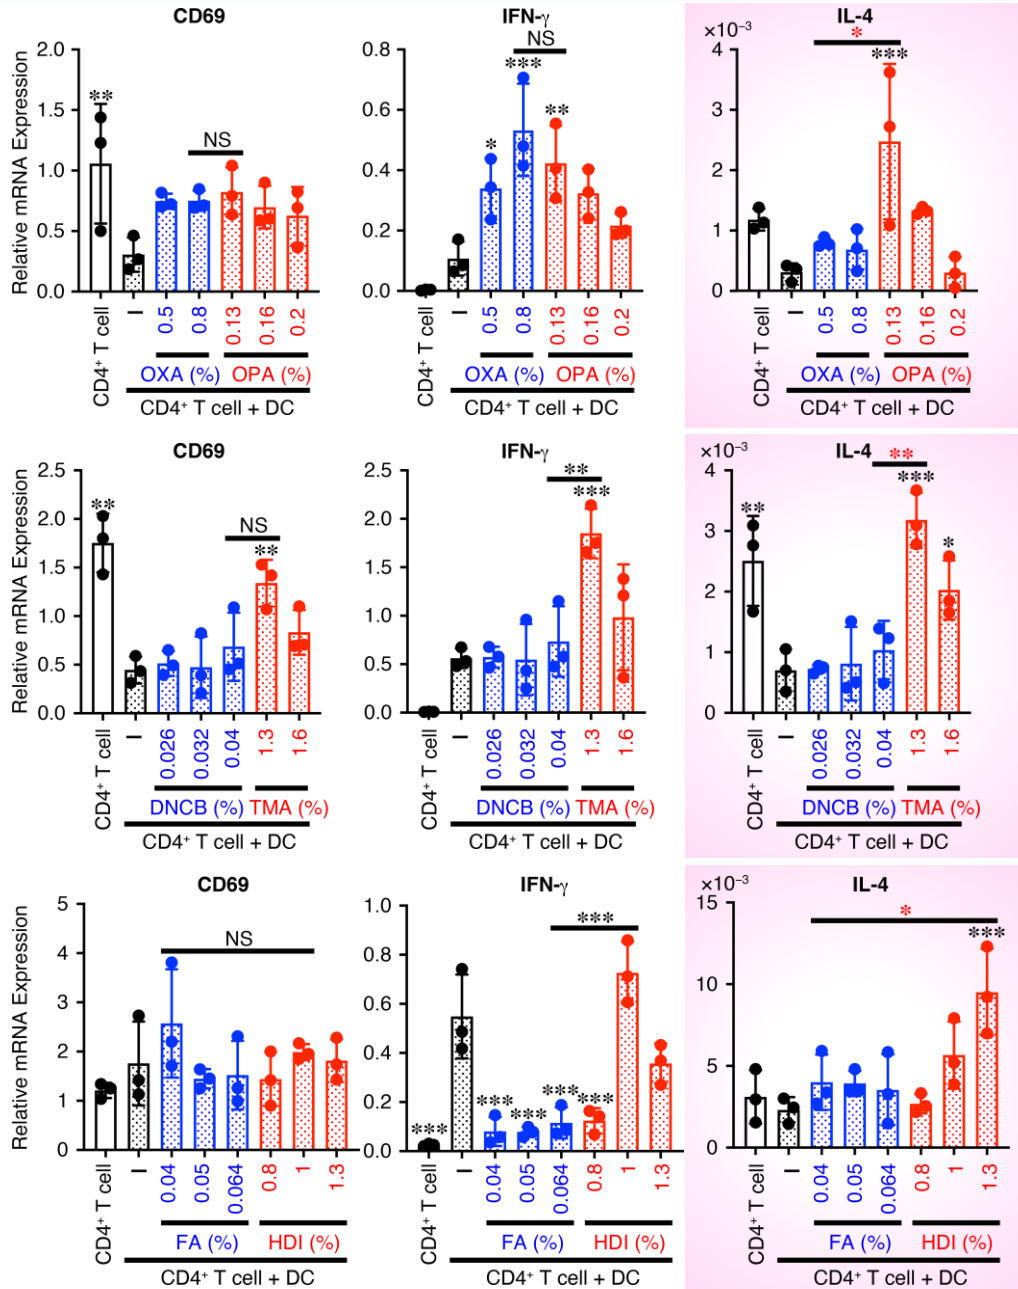 CD69
Relative mRNA Expression
2.0
1.5
1.0
0.5
0.0
**
NS
CD4+ T cell
–
0.5
0.8
0.13
0.16
0.2
OXA (%)
OPA (%)
CD4+ T cell + DC
IFN-γ
0.8
0.6
0.4
0.2
0.0
NS
*
***
**
CD4+ T cell
–
0.5
0.8
0.13
0.16
0.2
OXA (%)
OPA (%)
CD4+ T cell + DC
IL-4
×10−3
4
3
2
1
0
*
***
CD4+ T cell
–
0.5
0.8
0.13
0.16
0.2
OXA (%)
OPA (%)
CD4+ T cell + DC
CD69
Relative mRNA Expression
2.5
2.0
1.5
1.0
0.5
0.0
**
NS
**
CD4+ T cell
–
0.026
0.032
0.04
1.3
1.6
DNCB (%)
TMA (%)
CD4+ T cell + DC
IFN-γ
2.5
2.0
1.5
1.0
0.5
0.0
**
***
CD4+ T cell
–
0.026
0.032
0.04
1.3
1.6
DNCB (%)
TMA (%)
CD4+ T cell + DC
IL-4
×10−3
4
3
2
1
0
**
**
***
*
CD4+ T cell
–
0.026
0.032
0.04
1.3
1.6
DNCB (%)
TMA (%)
CD4+ T cell + DC
CD69
Relative mRNA Expression
5
4
3
2
1
0
NS
CD4+ T cell
–
0.04
0.05
0.064
0.8
1
1.3
FA (%)
HDI (%)
CD4+ T cell + DC
IFN-γ
1.0
0.8
0.6
0.4
0.2
0.0
***
***
***
***
***
***
CD4+ T cell
–
0.04
0.05
0.064
0.8
1
1.3
FA (%)
HDI (%)
CD4+ T cell + DC
IL-4
×10−3
15
10
5
0
*
***
CD4+ T cell
–
0.04
0.05
0.064
0.8
1
1.3
FA (%)
HDI (%)
CD4+ T cell + DC